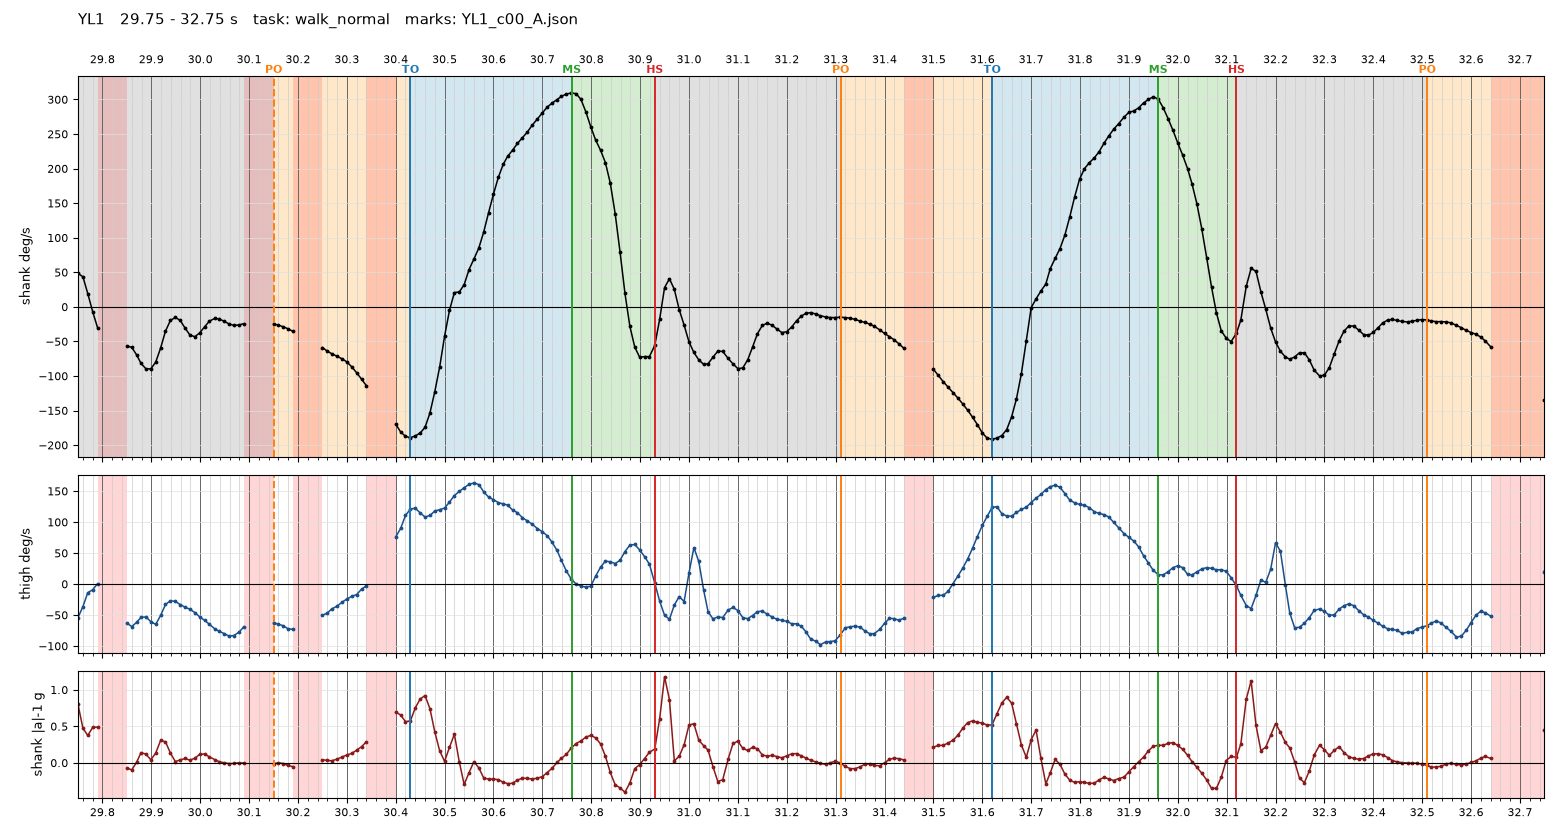 YL1   29.75 - 32.75 s   task: walk_normal   marks: YL1_c00_A.json
29.8 29.9 30.0 30.1 30.2 30.3 30.4 30.5 30.6 30.7 30.8 30.9 31.0 31.1 31.2 31.3 31.4 31.5 31.6 31.7 31.8 31.9 32.0 32.1 32.2 32.3 32.4 32.5 32.6 32.7
PO TO MS HS PO TO MS HS PO
shank deg/s
300
250
200
150
100
50
0
−50
−100
−150
−200
thigh deg/s
150
100
50
0
−50
−100
shank |a|-1 g
1.0
0.5
0.0
29.8 29.9 30.0 30.1 30.2 30.3 30.4 30.5 30.6 30.7 30.8 30.9 31.0 31.1 31.2 31.3 31.4 31.5 31.6 31.7 31.8 31.9 32.0 32.1 32.2 32.3 32.4 32.5 32.6 32.7